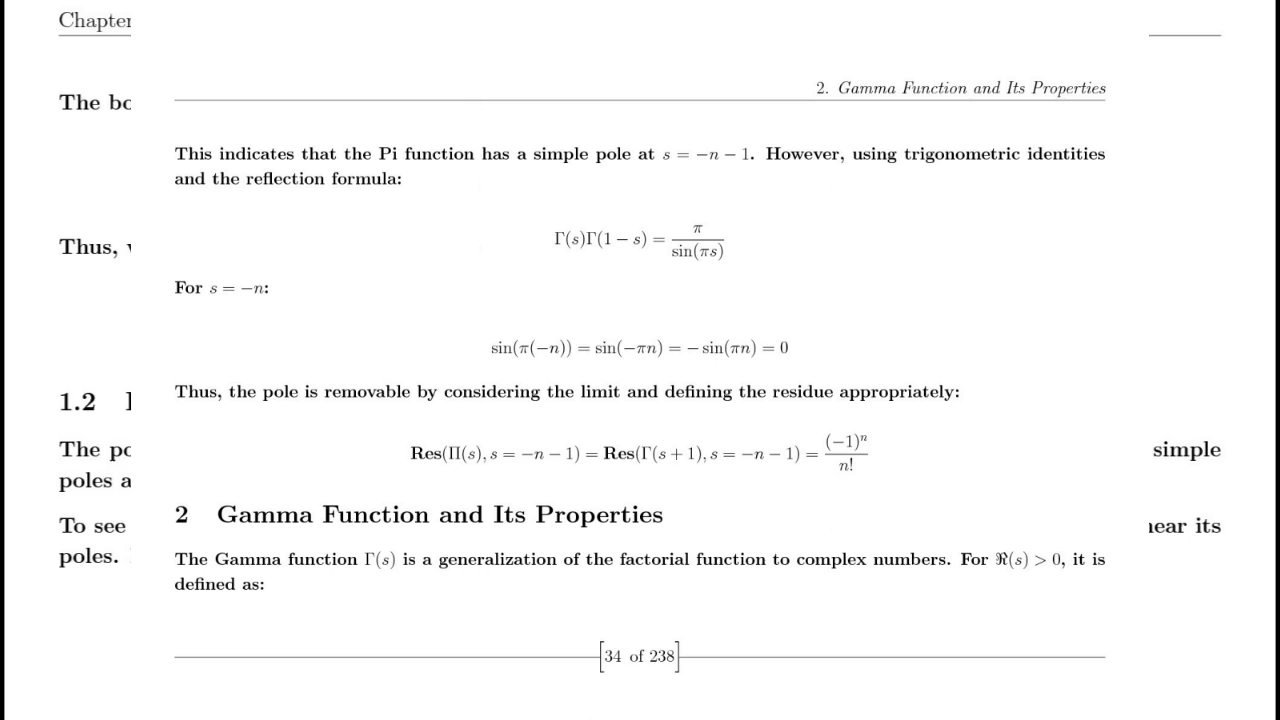 Chapter
The
Thus,
1.2
The
poles
To see
poles.
simple
its
2. Gamma Function and Its Properties
This indicates that the Pi function has a simple pole at s = −n − 1. However, using trigonometric identities
and the reflection formula:
Γ(s)Γ(1 − s) = π / sin(πs)
For s = −n:
sin(π(−n)) = sin(−πn) = − sin(πn) = 0
Thus, the pole is removable by considering the limit and defining the residue appropriately:
Res(Π(s), s = −n − 1) = Res(Γ(s + 1), s = −n − 1) = (−1)ⁿ / n!
2 Gamma Function and Its Properties
The Gamma function Γ(s) is a generalization of the factorial function to complex numbers. For ℜ(s) > 0, it is
defined as:
34 of 238